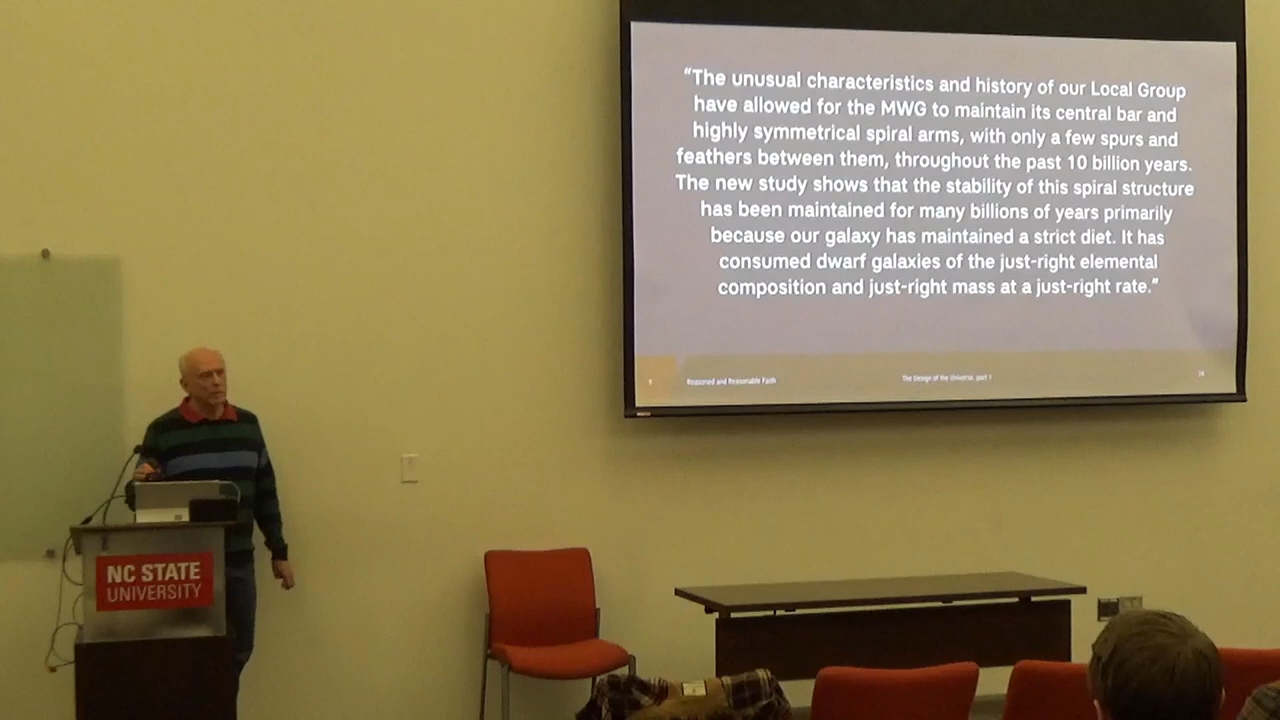 “The unusual characteristics and history of our Local Group
have allowed for the MWG to maintain its central bar and
highly symmetrical spiral arms, with only a few spurs and
feathers between them, throughout the past 10 billion years.
The new study shows that the stability of this spiral structure
has been maintained for many billions of years primarily
because our galaxy has maintained a strict diet. It has
consumed dwarf galaxies of the just-right elemental
composition and just-right mass at a just-right rate.”
Reasoned and Reasonable Faith
The Design of the Universe, part 1
NC STATE
UNIVERSITY